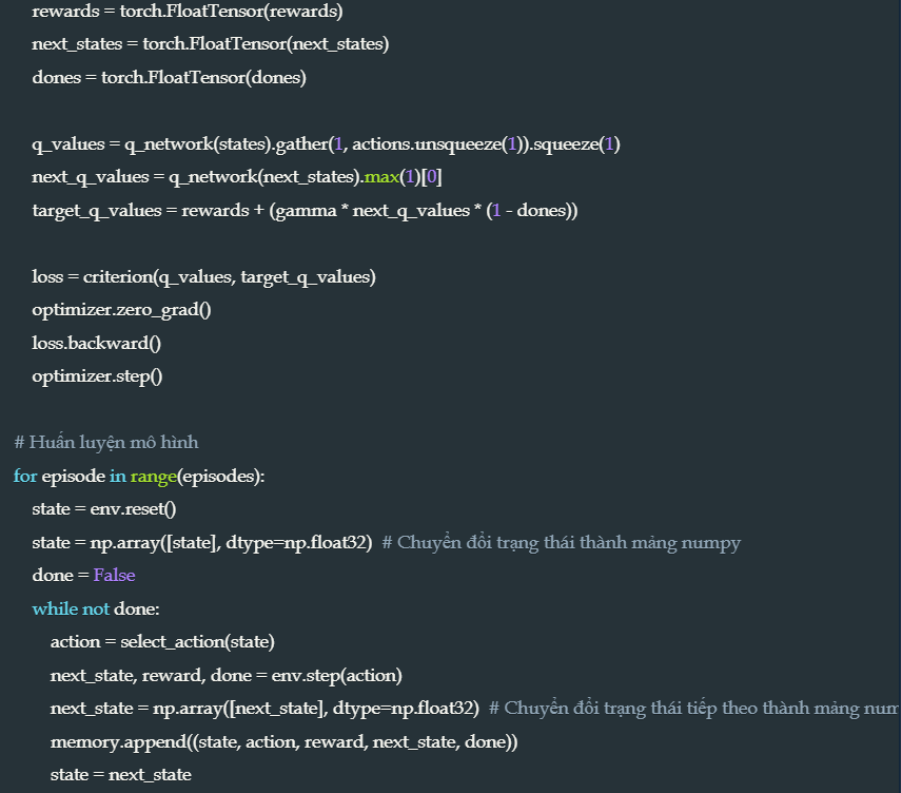 rewards = torch.FloatTensor(rewards)
next_states = torch.FloatTensor(next_states)
dones = torch.FloatTensor(dones)
q_values = q_network(states).gather(1, actions.unsqueeze(1)).squeeze(1)
next_q_values = q_network(next_states).max(1)[0]
target_q_values = rewards + (gamma * next_q_values * (1 - dones))
loss = criterion(q_values, target_q_values)
optimizer.zero_grad()
loss.backward()
optimizer.step()
# Huấn luyện mô hình
for episode in range(episodes):
state = env.reset()
state = np.array([state], dtype=np.float32) # Chuyển đổi trạng thái thành mảng numpy
done = False
while not done:
action = select_action(state)
next_state, reward, done = env.step(action)
next_state = np.array([next_state], dtype=np.float32) # Chuyển đổi trạng thái tiếp theo thành mảng num
memory.append((state, action, reward, next_state, done))
state = next_state